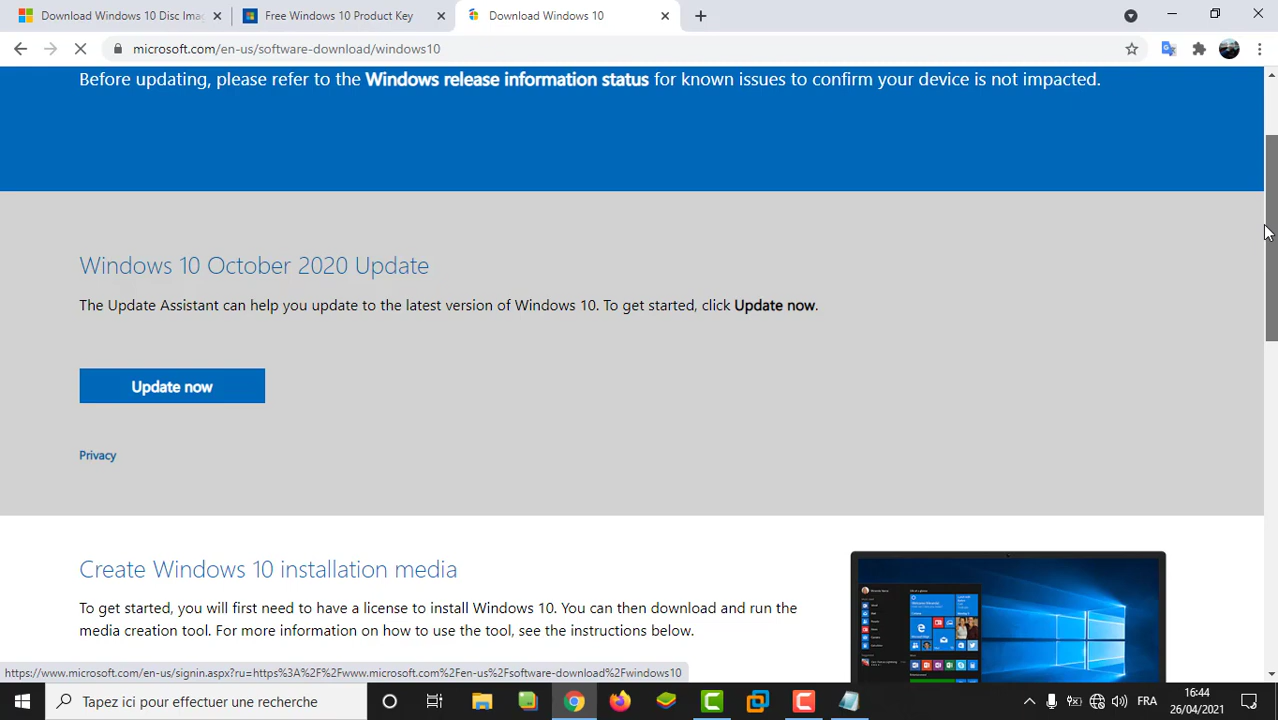 Download Windows 10 Disc Ima
Free Windows 10 Product Key
Download Windows 10
microsoft.com/en-us/software-download/windows10
Before updating, please refer to the Windows release information status for known issues to confirm your device is not impacted.
Windows 10 October 2020 Update
The Update Assistant can help you update to the latest version of Windows 10. To get started, click Update now.
Update now
Privacy
Create Windows 10 installation media
To get started, you will first need to have a license to install Windows 10. You can then download and run the
media creation tool. For more information on how to use the tool, see the instructions below.
https://www.microsoft.com/en-us/signin.aspx?ru=https%3A%2F%2Fwww.microsoft.com%2Fen-us%2Fsoftware-download%2Fwindows10
Tapez ici pour effectuer une recherche
FRA
16:44
26/04/2021